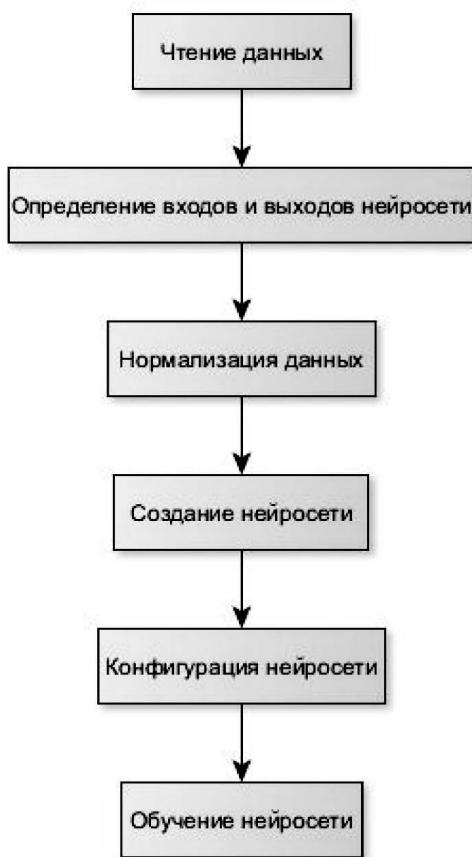 Чтение данных
Определение входов и выходов нейросети
Нормализация данных
Создание нейросети
Конфигурация нейросети
Обучение нейросети